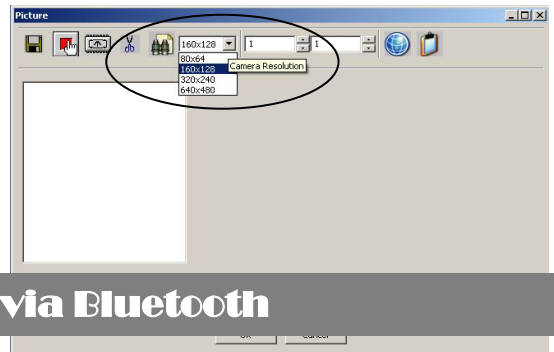 Picture
160x128 1 1
80x64
160x128 Camera Resolution
320x240
640x480
via Bluetooth